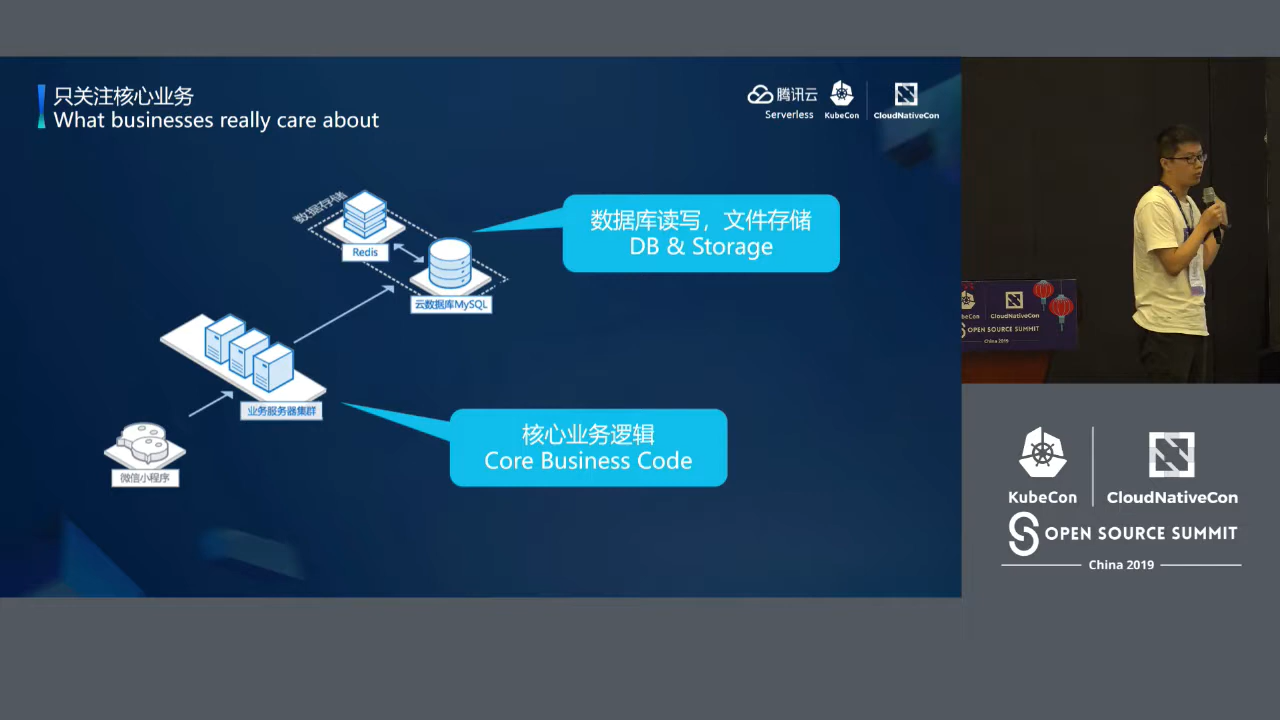 只关注核心业务
What businesses really care about
腾讯云
Serverless
KubeCon
CloudNativeCon
数据存储
Redis
云数据库MySQL
数据库读写，文件存储
DB & Storage
业务服务器集群
核心业务逻辑
Core Business Code
微信小程序
CloudNativeCon
OPEN SOURCE SUMMIT
China 2019
KubeCon
CloudNativeCon
OPEN SOURCE SUMMIT
China 2019